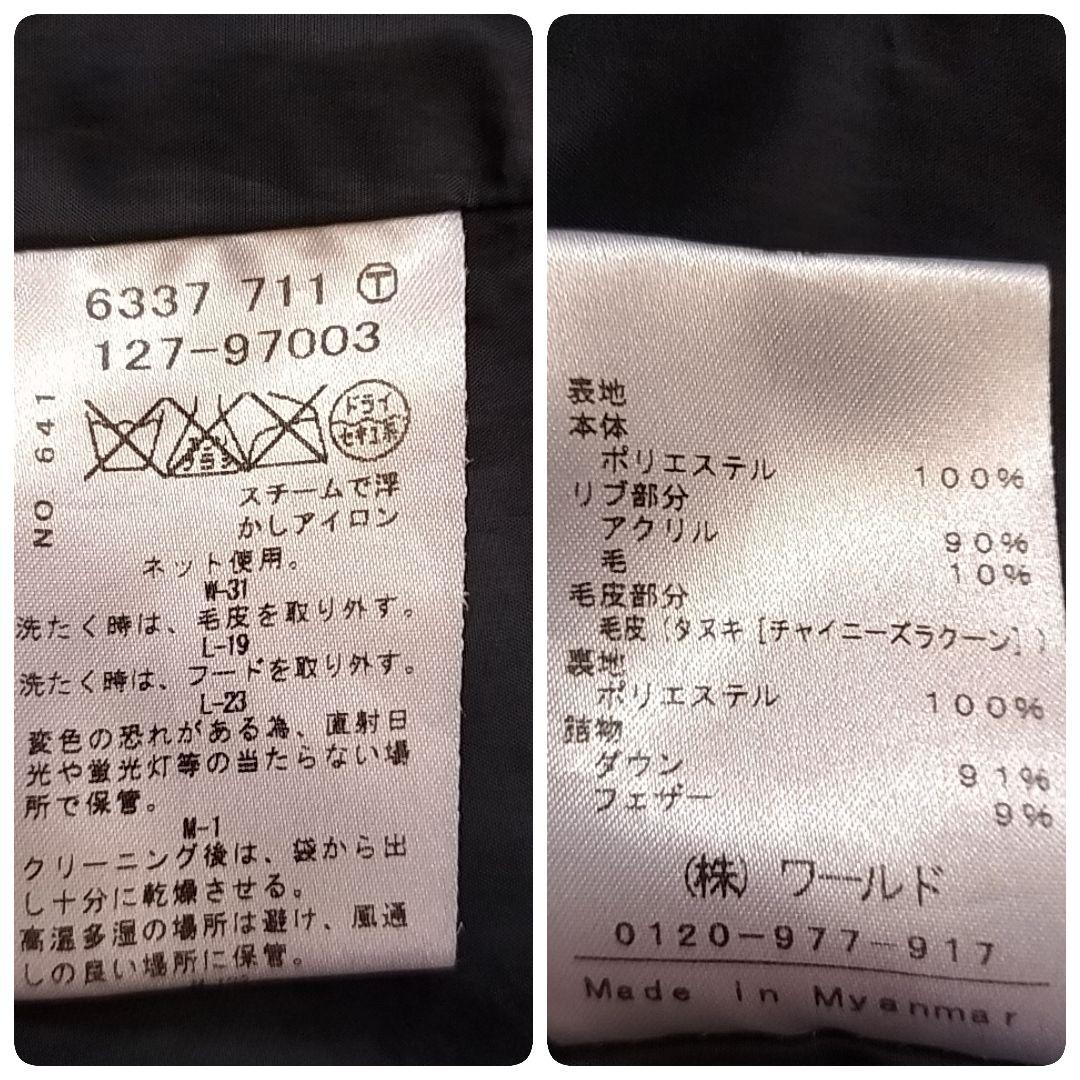 6337 711 Ⓣ
127-97003
NO 641
エンソ
サラシ
ドライ
セキユ系
スチームで浮
かしアイロン
ネット使用。
W-31
洗たく時は、毛皮を取り外す。
L-19
洗たく時は、フードを取り外す。
L-23
変色の恐れがある為、直射日
光や蛍光灯等の当たらない場
所で保管。
M-1
クリーニング後は、袋から出
し十分に乾燥させる。
高温多湿の場所は避け、風通
しの良い場所に保管。
表地
本体
ポリエステル 100%
リブ部分
アクリル 90%
毛 10%
毛皮部分
毛皮（タヌキ［チャイニーズラクーン］）
裏地
ポリエステル 100%
詰物
ダウン 91%
フェザー 9%
(株) ワールド
0120-977-917
Made in Myanmar